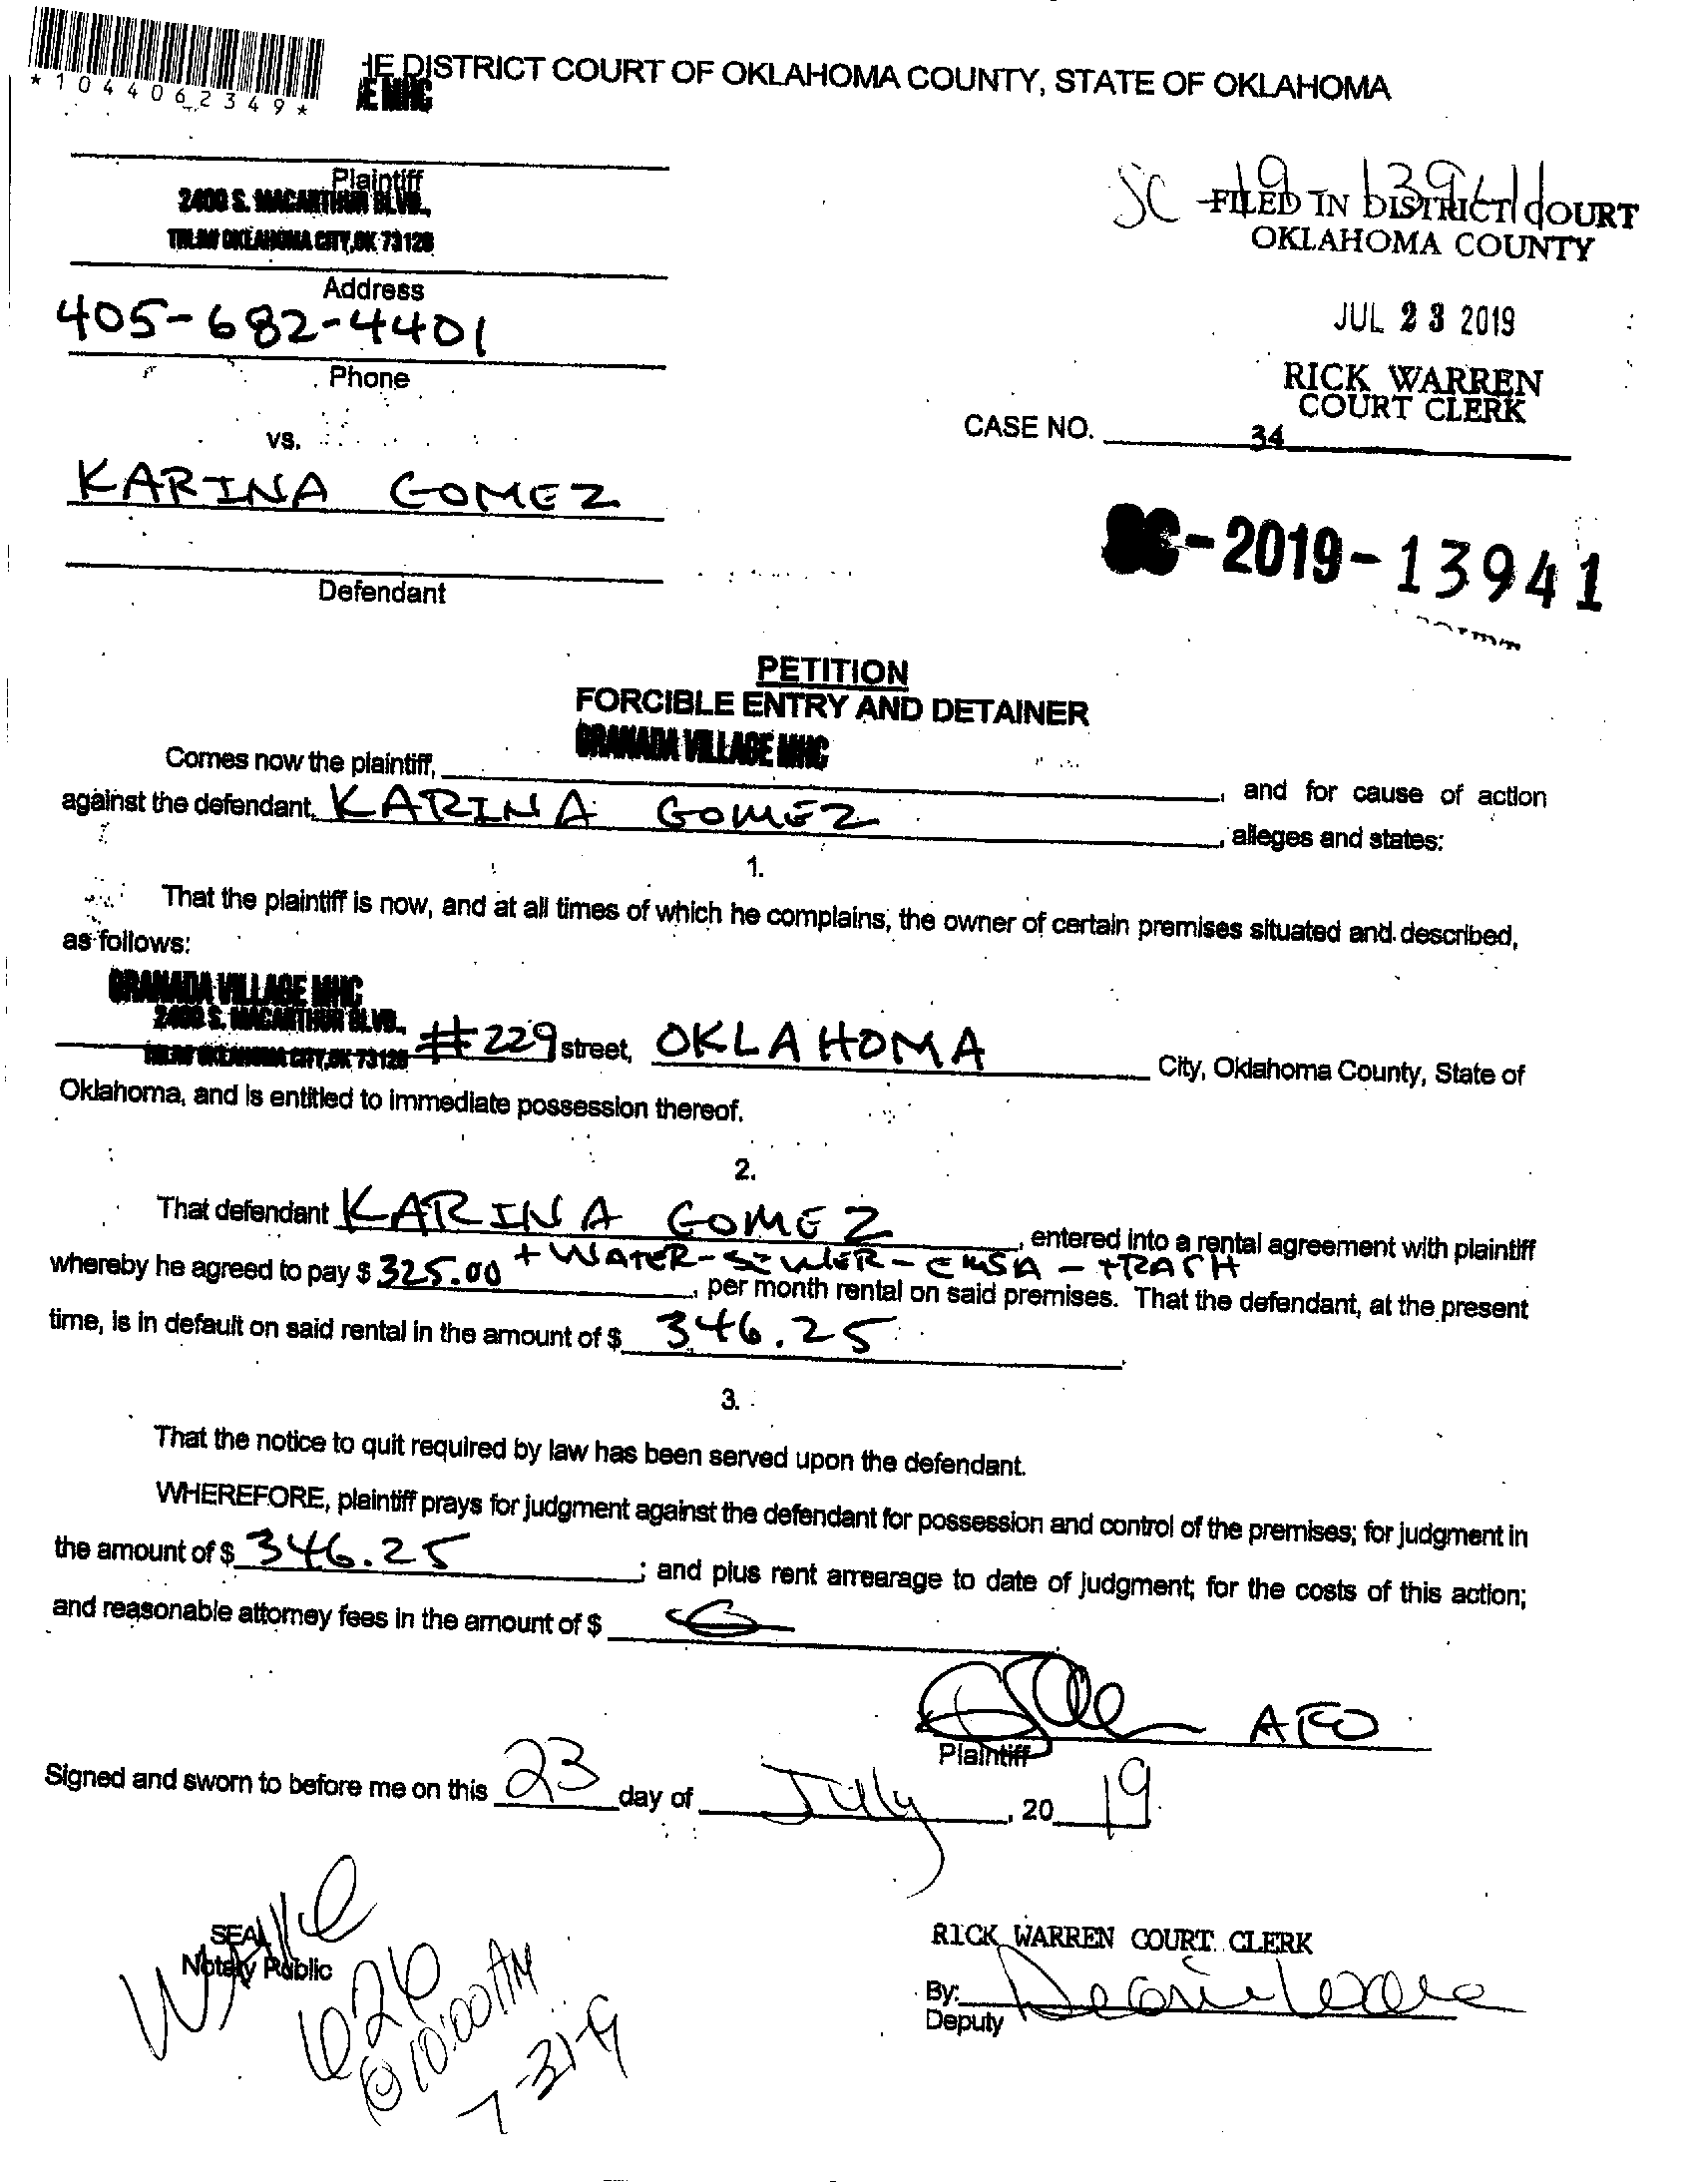 *1044062349*
HE DISTRICT COURT OF OKLAHOMA COUNTY, STATE OF OKLAHOMA
E MHC
Plaintiff
2400 S. MACARTHUR BLVD.,
OKLAHOMA CITY, OK 73128
SC-19-13941
FILED IN DISTRICT COURT
OKLAHOMA COUNTY
Address
405-682-4401
JUL 23 2019
Phone
RICK WARREN
COURT CLERK
CASE NO.
34
vs.
KARINA GOMEZ
SC-2019-13941
Defendant
PETITION
FORCIBLE ENTRY AND DETAINER
GRANADA VILLAGE MHC
Comes now the plaintiff, , and for cause of action
against the defendant, KARINA GOMEZ , alleges and states:
1.
That the plaintiff is now, and at all times of which he complains, the owner of certain premises situated and described,
as follows:
GRANADA VILLAGE MHC
2400 S. MACARTHUR BLVD.,
OKLAHOMA CITY, OK 73128 #229 street, OKLAHOMA City, Oklahoma County, State of
Oklahoma, and is entitled to immediate possession thereof.
2.
That defendant KARINA GOMEZ , entered into a rental agreement with plaintiff
whereby he agreed to pay $ 325.00 + WATER-SEWER-EMSA-TRASH , per month rental on said premises. That the defendant, at the present
time, is in default on said rental in the amount of $ 346.25
3.
That the notice to quit required by law has been served upon the defendant.
WHEREFORE, plaintiff prays for judgment against the defendant for possession and control of the premises; for judgment in
the amount of $ 346.25 ; and plus rent arrearage to date of judgment; for the costs of this action;
and reasonable attorney fees in the amount of $
Plaintiff
Signed and sworn to before me on this 23 day of July , 20 19
SEAL
Notary Public
626
@ 10:00 AM
7-31-19
RICK WARREN COURT CLERK
By:
Deputy